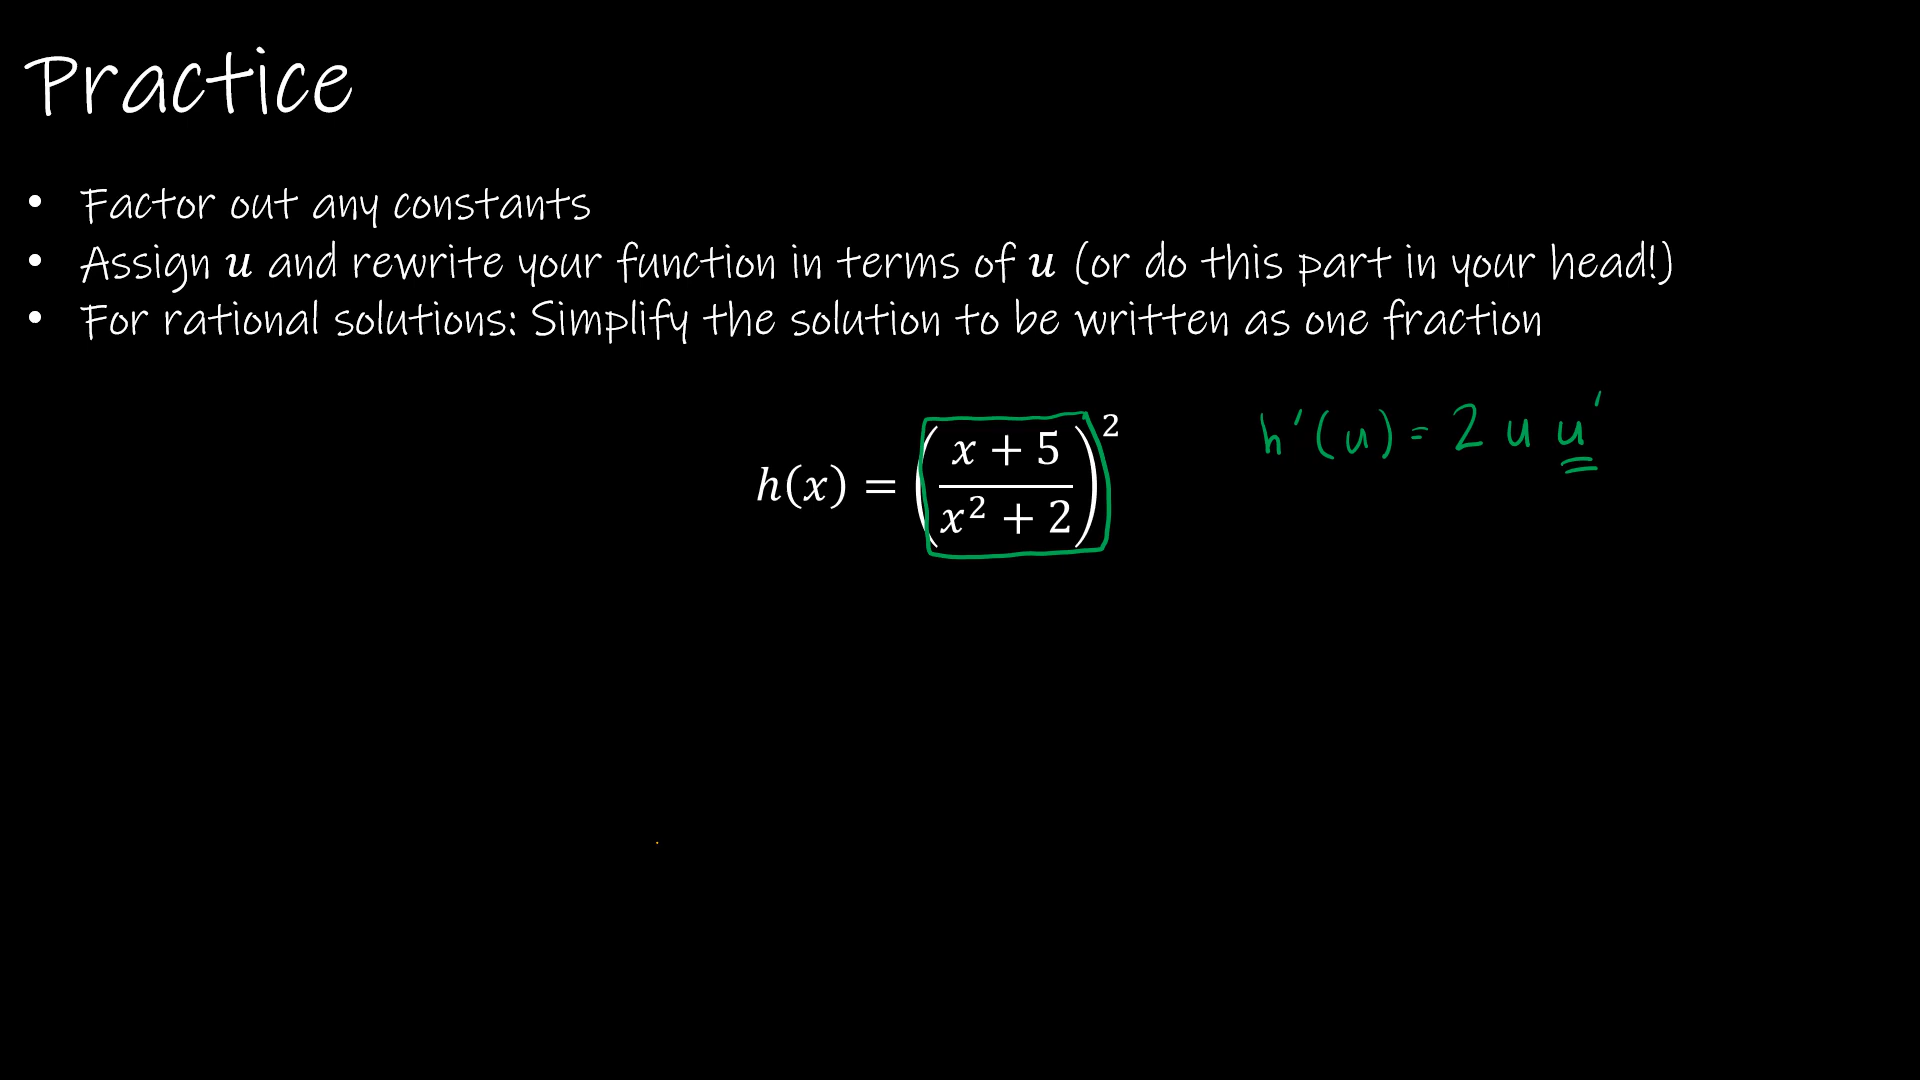 Practice
• Factor out any constants
• Assign u and rewrite your function in terms of u (or do this part in your head!)
• For rational solutions: Simplify the solution to be written as one fraction
h(x) = ((x + 5)/(x² + 2))²
h'(u) = 2 u u'